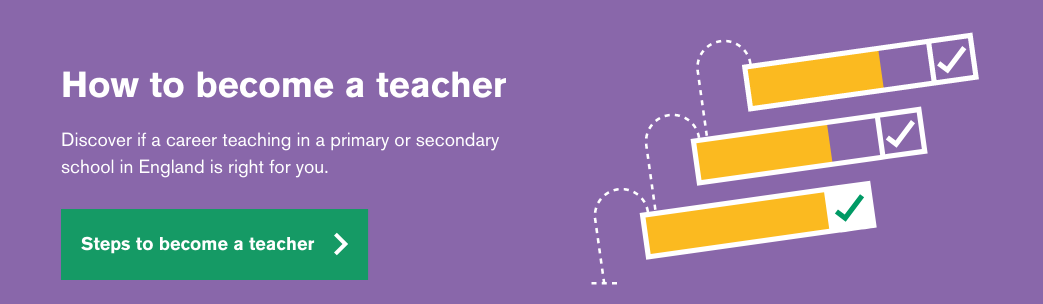 How to become a teacher
Discover if a career teaching in a primary or secondary
school in England is right for you.
Steps to become a teacher